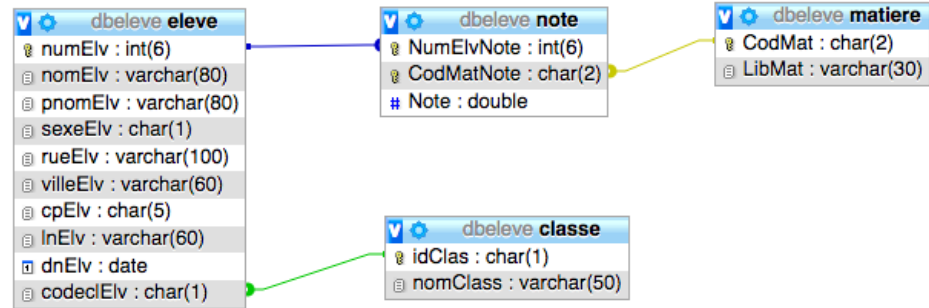 dbeleve eleve
numElv : int(6)
nomElv : varchar(80)
pnomElv : varchar(80)
sexeElv : char(1)
rueElv : varchar(100)
villeElv : varchar(60)
cpElv : char(5)
lnElv : varchar(60)
dnElv : date
codeclElv : char(1)
dbeleve note
NumElvNote : int(6)
CodMatNote : char(2)
# Note : double
dbeleve matiere
CodMat : char(2)
LibMat : varchar(30)
dbeleve classe
idClas : char(1)
nomClass : varchar(50)